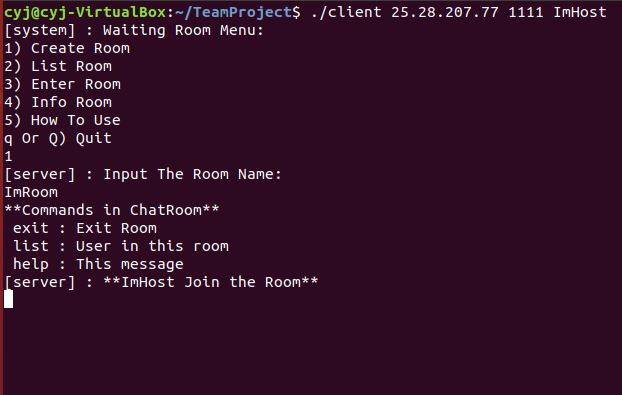 cyj@cyj-VirtualBox:~/TeamProject$ ./client 25.28.207.77 1111 ImHost
[system] : Waiting Room Menu:
1) Create Room
2) List Room
3) Enter Room
4) Info Room
5) How To Use
q Or Q) Quit
1
[server] : Input The Room Name:
ImRoom
**Commands in ChatRoom**
 exit : Exit Room
 list : User in this room
 help : This message
[server] : **ImHost Join the Room**